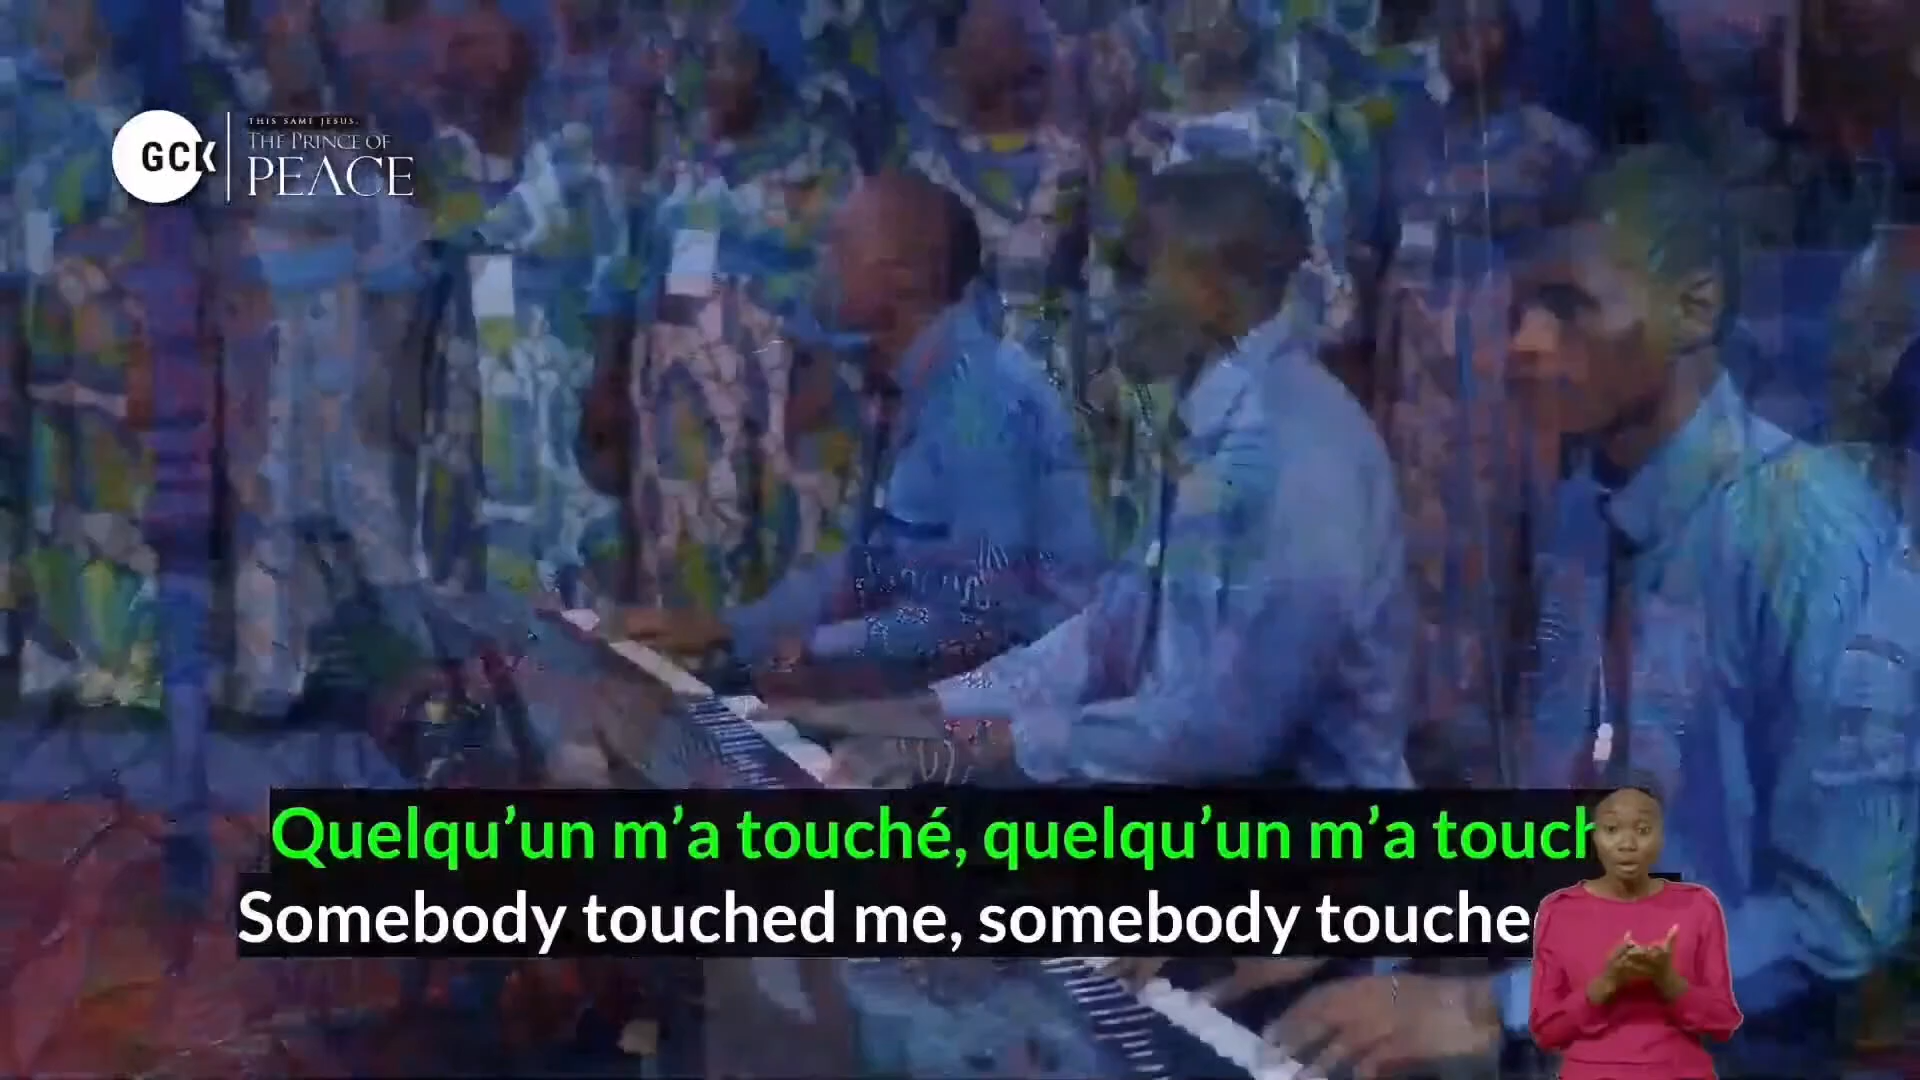 GCK
THIS SAME JESUS.
THE PRINCE OF
PEACE
Quelqu’un m’a touché, quelqu’un m’a touch
Somebody touched me, somebody touche